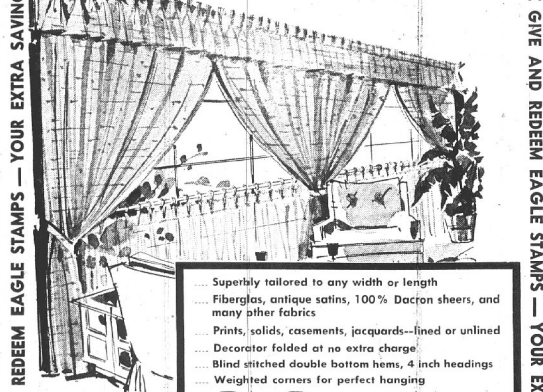 REDEEM EAGLE STAMPS — YOUR EXTRA SAVING
.... Superbly tailored to any width or length
.... Fiberglas, antique satins, 100% Dacron sheers, and
many other fabrics
.... Prints, solids, casements, jacquards--lined or unlined
.... Decorator folded at no extra charge
.... Blind stitched double bottom hems, 4 inch headings
.... Weighted corners for perfect hanging
GIVE AND REDEEM EAGLE STAMPS — YOUR EX